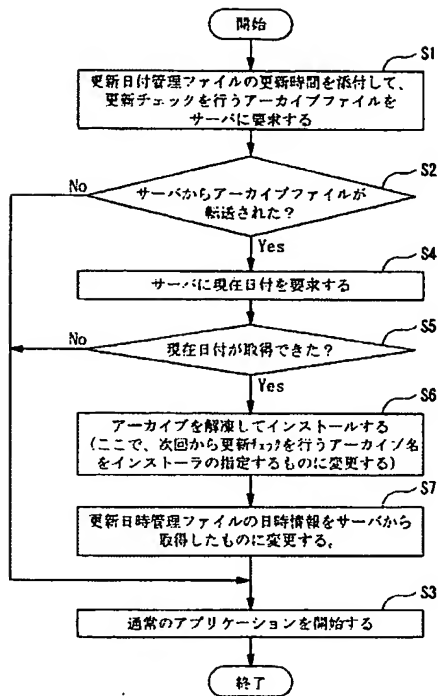 開始
S1
更新日付管理ファイルの更新時間を添付して、
更新チェックを行うアーカイブファイルを
サーバに要求する
S2
No
サーバからアーカイブファイルが
転送された?
Yes
S4
サーバに現在日付を要求する
S5
No
現在日付が取得できた?
Yes
S6
アーカイブを解凍してインストールする
(ここで、次回から更新チェックを行うアーカイブ名
をインストーラの指定するものに変更する)
S7
更新日時管理ファイルの日時情報をサーバから
取得したものに変更する。
S3
通常のアプリケーションを開始する
終了